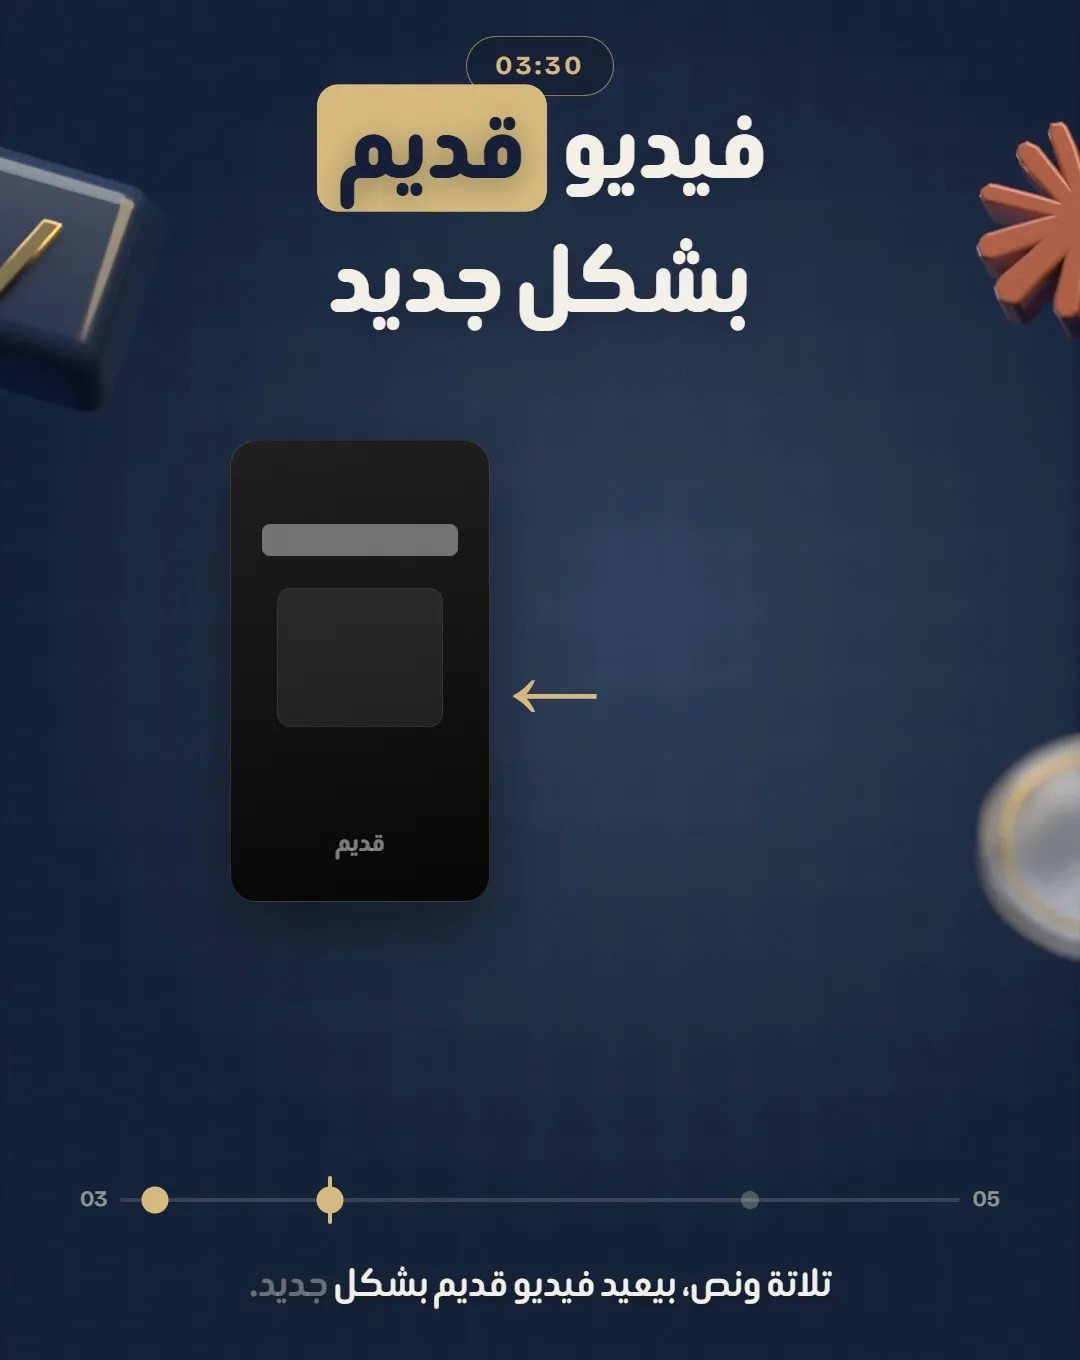 03:30
فيديو قديم
بشكل جديد
قديم
03
05
تلاتة ونص، بيعيد فيديو قديم بشكل جديد.